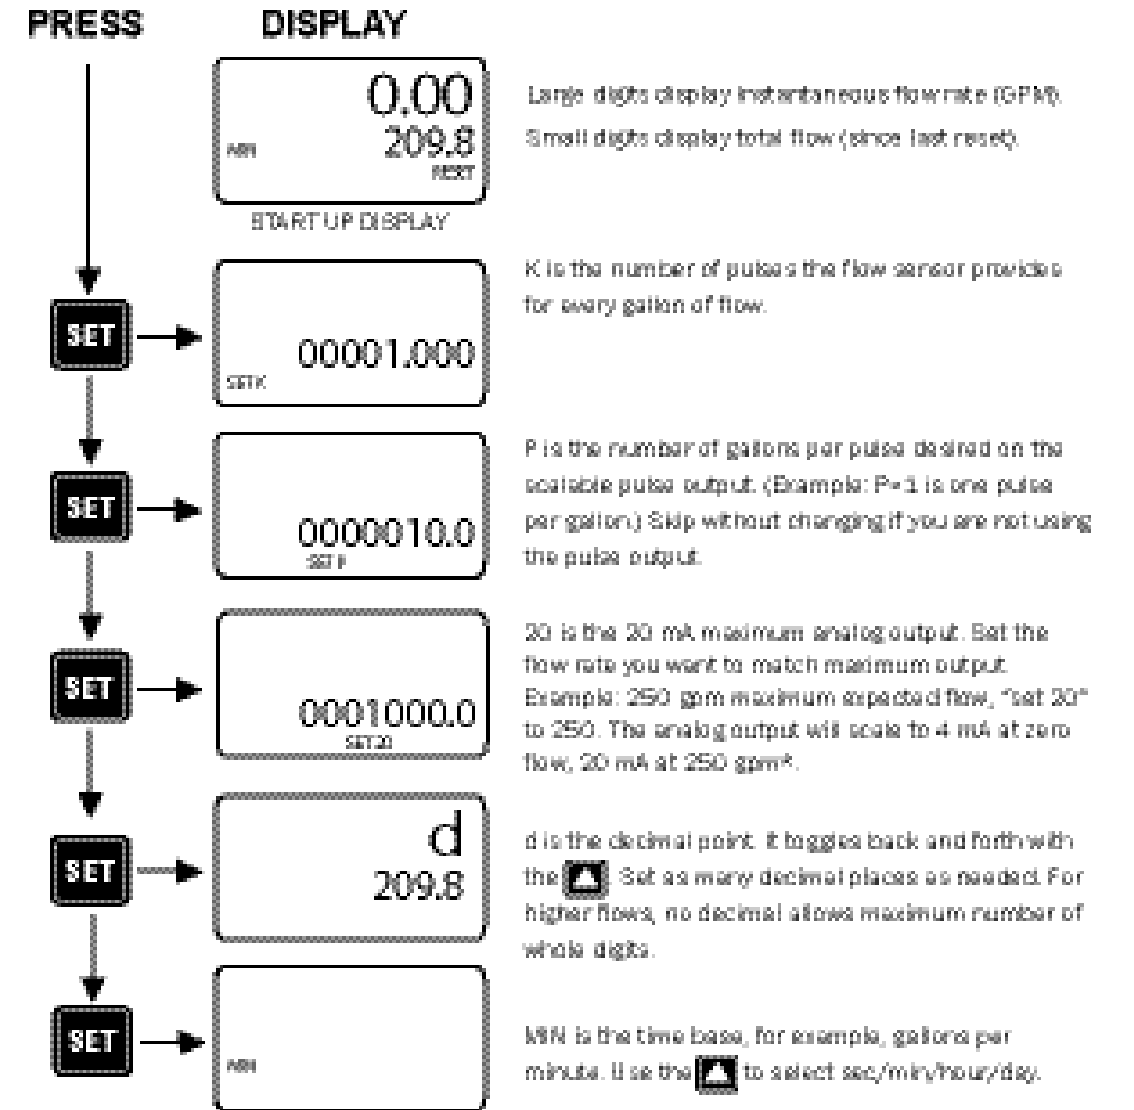 PRESS DISPLAY
0.00
209.8
MIN
RESET
START UP DISPLAY
Large digits display instantaneous flow rate (GPM).
Small digits display total flow (since last reset).
SET
00001.000
SET K
K is the number of pulses the flow sensor provides
for every gallon of flow.
SET
0000010.0
SET P
P is the number of gallons per pulse desired on the
scalable pulse output. (Example: P=1 is one pulse
per gallon.) Skip without changing if you are not using
the pulse output.
SET
0001000.0
SET 20
20 is the 20 mA maximum analog output. Set the
flow rate you want to match maximum output.
Example: 250 gpm maximum expected flow, "set 20"
to 250. The analog output will scale to 4 mA at zero
flow, 20 mA at 250 gpm*.
SET
d
209.8
d is the decimal point. It toggles back and forth with
the . Set as many decimal places as needed. For
higher flows, no decimal allows maximum number of
whole digits.
SET
MIN
MIN is the time base, for example, gallons per
minute. Use the to select sec/min/hour/day.